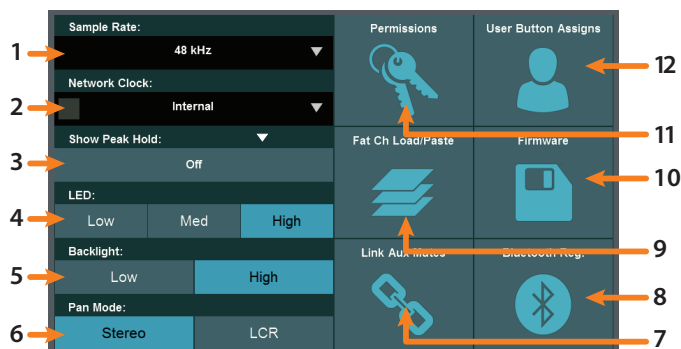 Sample Rate:
Permissions
User Button Assigns
1
48 kHz
12
Network Clock:
2
Internal
11
Show Peak Hold:
Fat Ch Load/Paste
Firmware
3
Off
10
LED:
4
Low
Med
High
9
Backlight:
Link Aux Mutes
Bluetooth Reg.
5
Low
High
8
Pan Mode:
6
Stereo
LCR
7